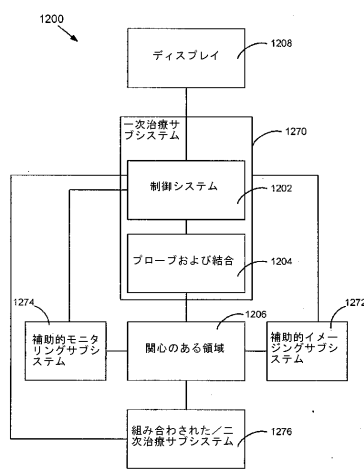 1200
ディスプレイ
1208
一次治療サブシ
ステム
1270
制御システム
1202
プローブおよび結合
1204
1274
1206
1272
補助的モニタ
リングサブシ
ステム
関心のある領域
補助的イメー
ジングサブシ
ステム
組み合わされた/二
次治療サブシステム
1276